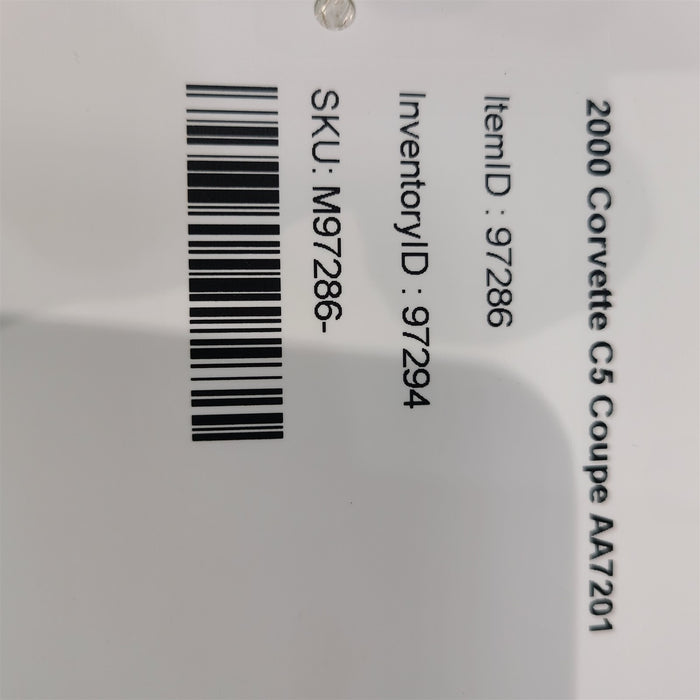 2000 Corvette C5 Coupe AA7201
ItemID : 97286
InventoryID : 97294
SKU: M97286-